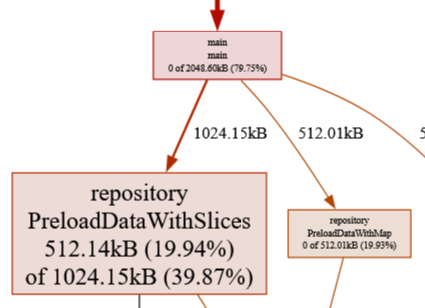 main
main
0 of 2048.60kB (79.75%)
1024.15kB
512.01kB
5
repository
PreloadDataWithSlices
512.14kB (19.94%)
of 1024.15kB (39.87%)
repository
PreloadDataWithMap
0 of 512.01kB (19.93%)